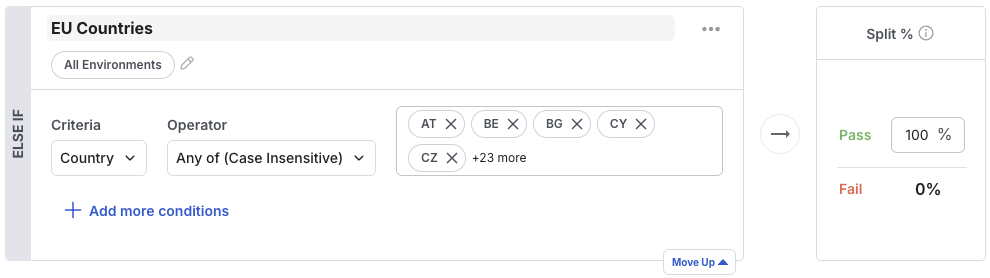 EU Countries
All Environments
ELSE IF
Criteria
Operator
Country
Any of (Case Insensitive)
AT BE BG CY
CZ +23 more
Add more conditions
Move Up
Split %
Pass 100 %
Fail 0%